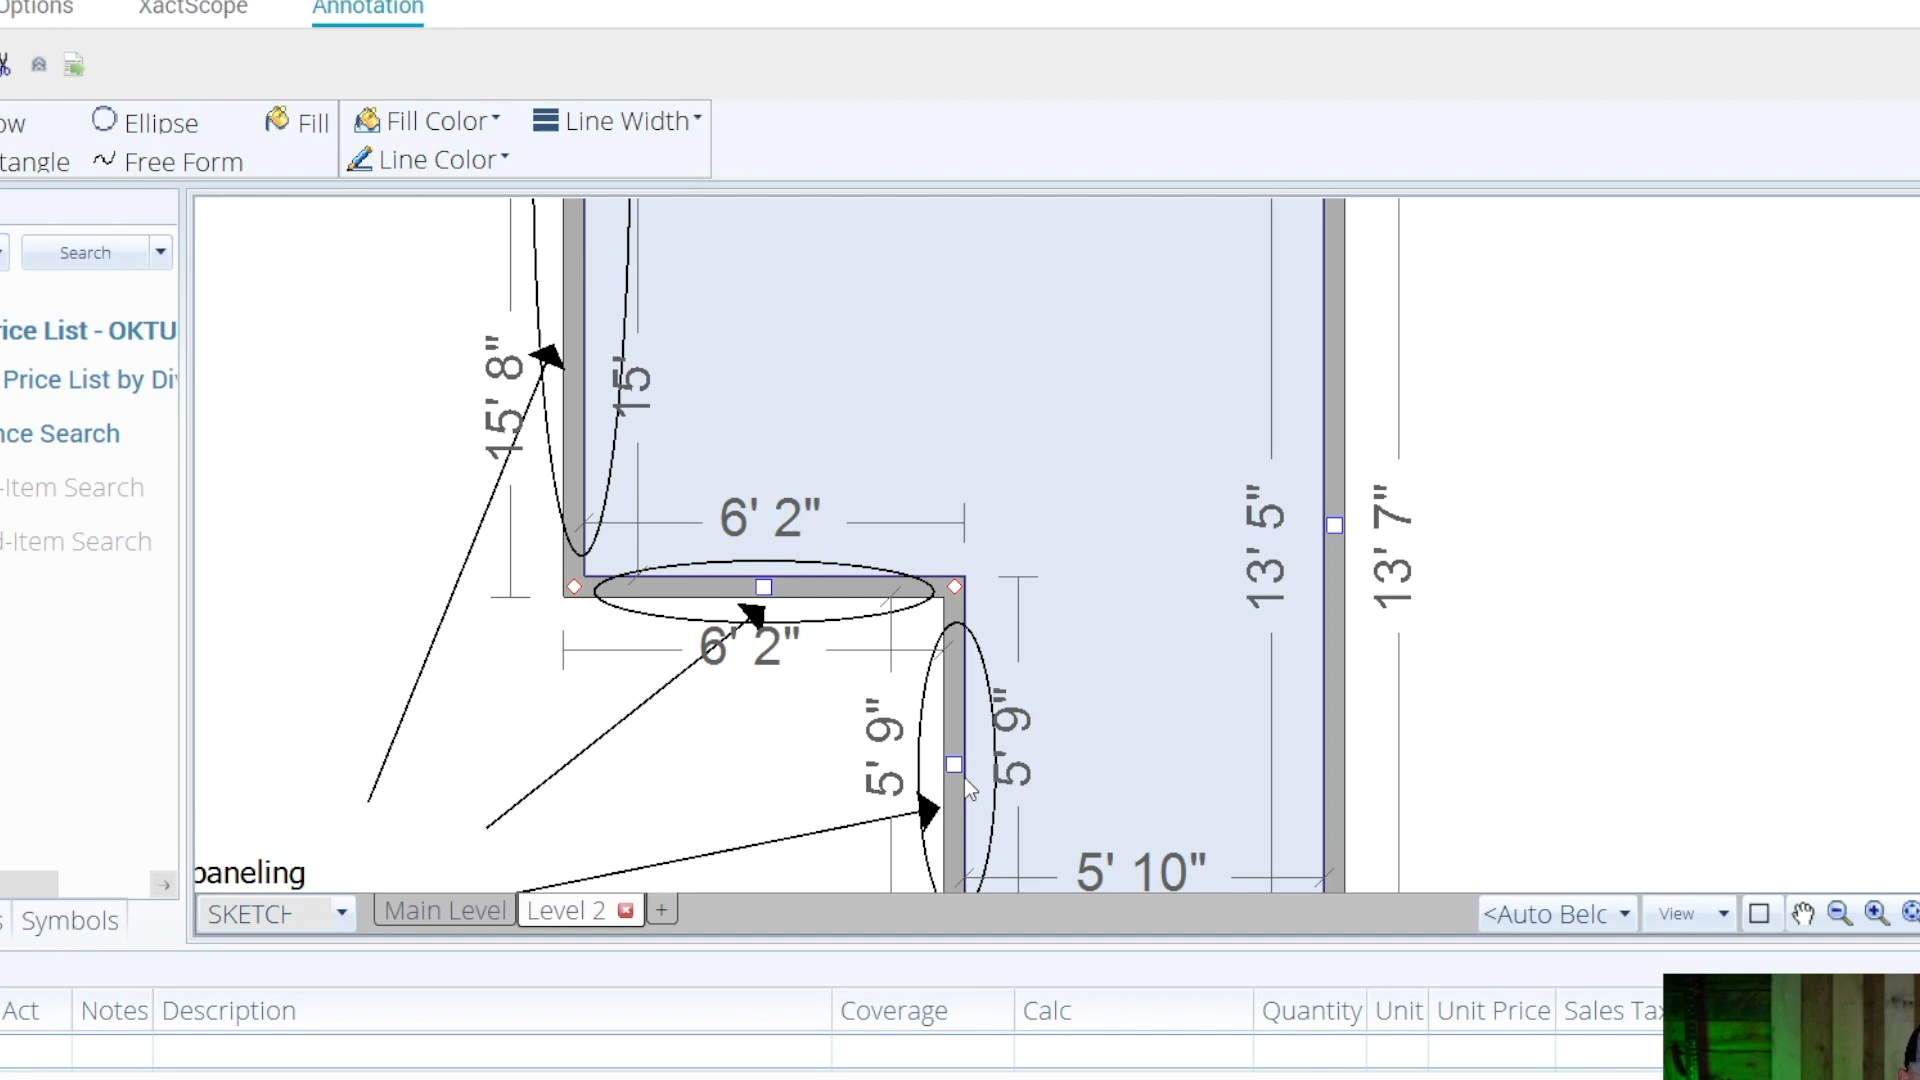 Options XactScope Annotation
ow Ellipse Fill Fill Color Line Width
tangle Free Form Line Color
Search
rice List - OKTU
Price List by Di
nce Search
-Item Search
d-Item Search
15' 8"
15'
6' 2"
13' 5"
13' 7"
6' 2"
5' 9"
5' 9"
5' 10"
paneling
Symbols
SKETCH Main Level Level 2 + <Auto Belc View
Act Notes Description Coverage Calc Quantity Unit Unit Price Sales Ta